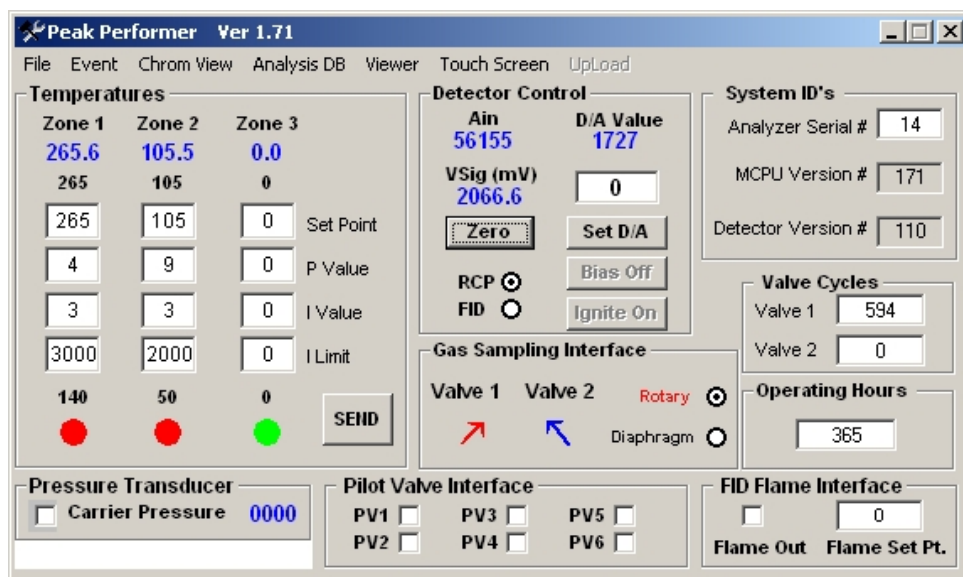 Peak Performer Ver 1.71
File Event Chrom View Analysis DB Viewer Touch Screen UpLoad
Temperatures
Zone 1 Zone 2 Zone 3
265.6 105.5 0.0
265 105 0
265 105 0 Set Point
4 9 0 P Value
3 3 0 I Value
3000 2000 0 I Limit
140 50 0
SEND
Detector Control
Ain D/A Value
56155 1727
VSig (mV)
2066.6 0
Zero Set D/A
RCP Bias Off
FID Ignite On
System ID's
Analyzer Serial # 14
MCPU Version # 171
Detector Version # 110
Valve Cycles
Valve 1 594
Valve 2 0
Gas Sampling Interface
Valve 1 Valve 2 Rotary
Diaphragm
Operating Hours
365
Pressure Transducer
Carrier Pressure 0000
Pilot Valve Interface
PV1 PV3 PV5
PV2 PV4 PV6
FID Flame Interface
0
Flame Out Flame Set Pt.